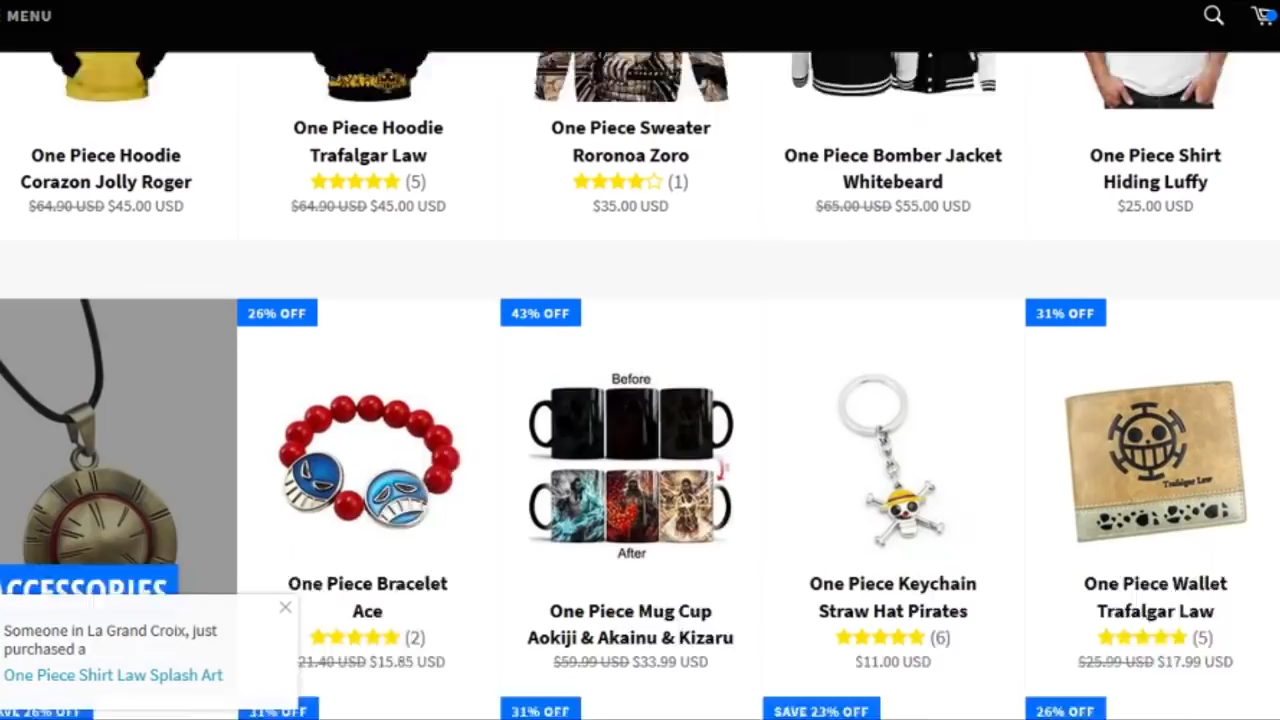 MENU
One Piece Hoodie
Corazon Jolly Roger
$64.90 USD $45.00 USD
One Piece Hoodie
Trafalgar Law
(5)
$64.90 USD $45.00 USD
One Piece Sweater
Roronoa Zoro
(1)
$35.00 USD
One Piece Bomber Jacket
Whitebeard
$65.00 USD $55.00 USD
One Piece Shirt
Hiding Luffy
$25.00 USD
ACCESSORIES
26% OFF
One Piece Bracelet
Ace
(2)
21.40 USD $15.85 USD
43% OFF
Before
After
One Piece Mug Cup
Aokiji & Akainu & Kizaru
$59.99 USD $33.99 USD
One Piece Keychain
Straw Hat Pirates
(6)
$11.00 USD
31% OFF
Trafalgar Law
One Piece Wallet
Trafalgar Law
(5)
$25.99 USD $17.99 USD
Someone in La Grand Croix, just
purchased a
One Piece Shirt Law Splash Art
26% OFF
31% OFF
31% OFF
SAVE 23% OFF
26% OFF